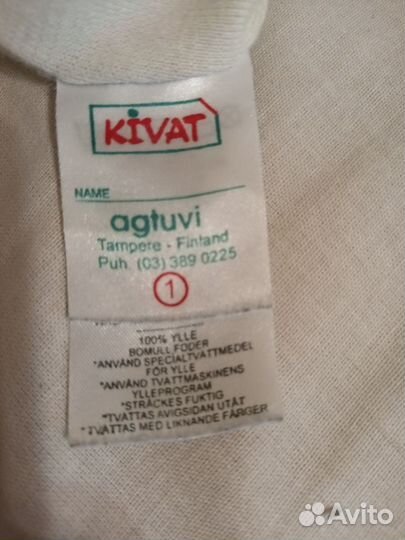 KIVAT
NAME
agtuvi
Tampere - Finland
Puh. (03) 389 0225
1
100% YLLE
BOMULL FODER
*ANVÄND SPECIALTVÄTTMEDEL
FÖR YLLE
*ANVÄND TVÄTTMASKINENS
YLLEPROGRAM
*STRÄCKES FUKTIG
*TVÄTTAS AVIGSIDAN UTÅT
*TVÄTTAS MED LIKNANDE FÄRGER
Avito